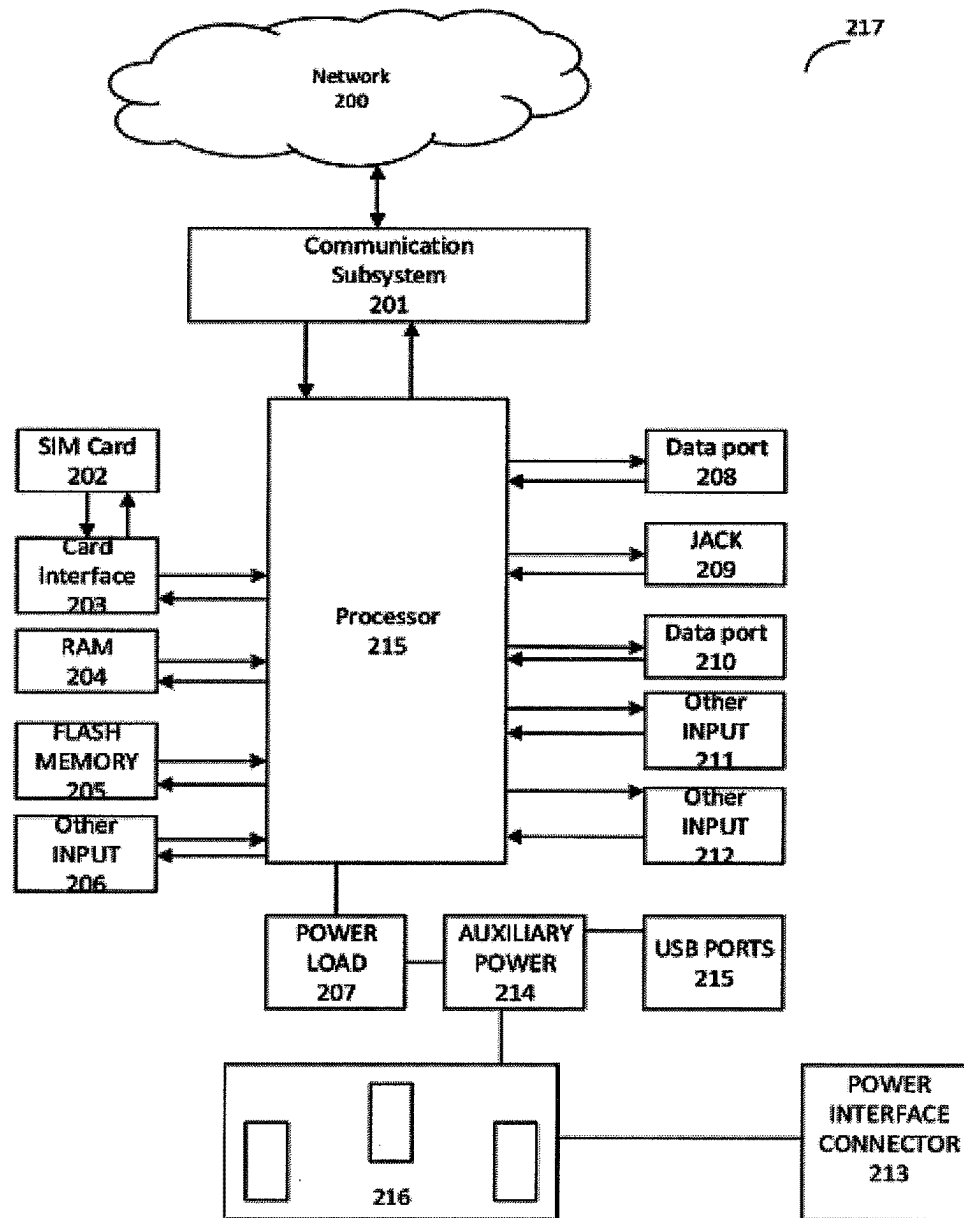 217
Network
200
Communication
Subsystem
201
SIM Card
202
Card
Interface
203
RAM
204
FLASH
MEMORY
205
Other
INPUT
206
Processor
215
Data port
208
JACK
209
Data port
210
Other
INPUT
211
Other
INPUT
212
POWER
LOAD
207
AUXILIARY
POWER
214
USB PORTS
215
216
POWER
INTERFACE
CONNECTOR
213